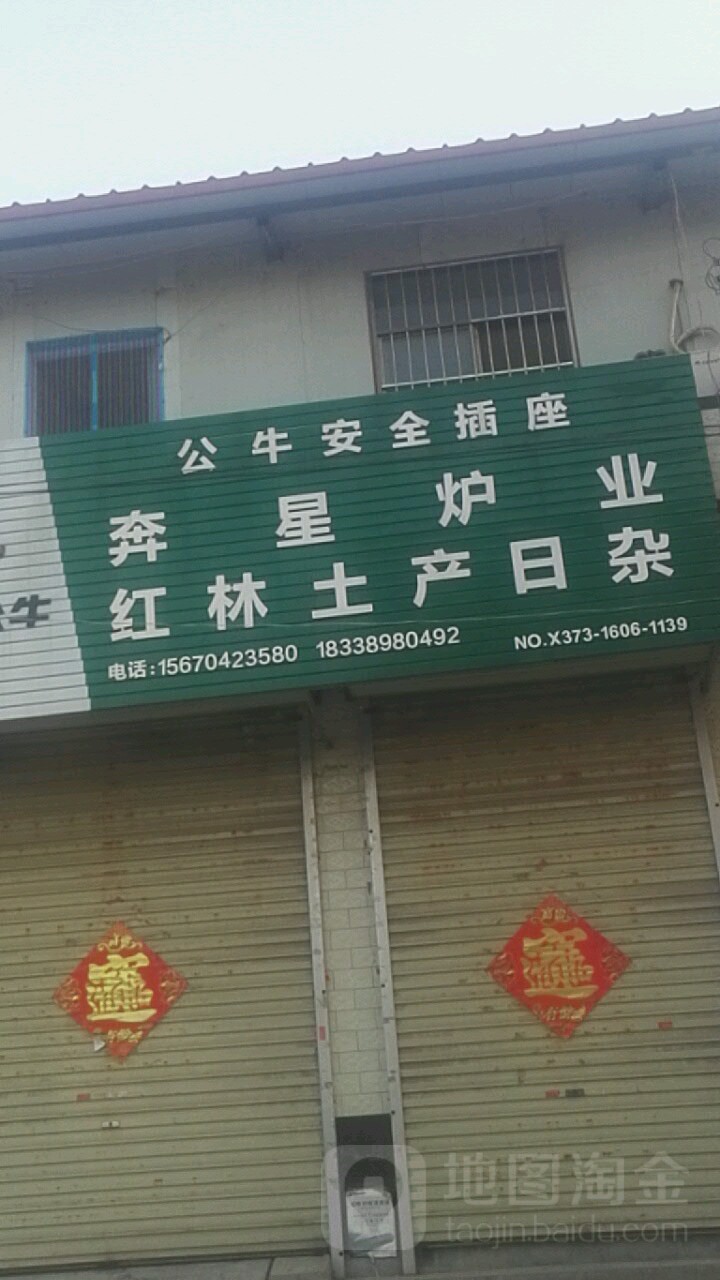 公牛安全插座
奔星炉业
红林土产日杂
电话:15670423580 18338980492 NO.X373-1606-1139
牛
地图淘金
taojin.baidu.com